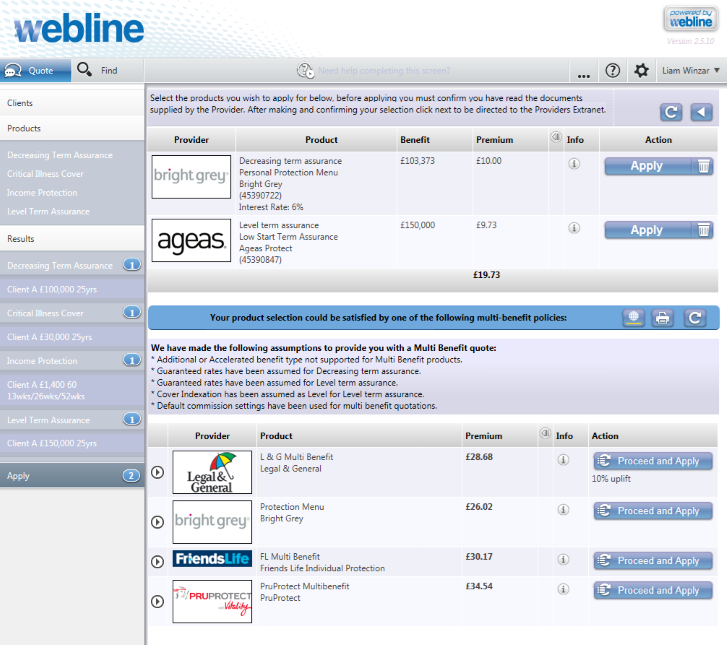 webline
powered by
webline
Version 2.5.10
Quote
Find
Need help completing this screen?
...
Liam Winzar
Clients
Products
Decreasing Term Assurance
Critical Illness Cover
Income Protection
Level Term Assurance
Results
Decreasing Term Assurance 1
Client A £100,000 25yrs
Critical Illness Cover 1
Client A £30,000 25yrs
Income Protection 1
Client A £1,400 60
13wks/26wks/52wks
Level Term Assurance 1
Client A £150,000 25yrs
Apply 2
Select the products you wish to apply for below, before applying you must confirm you have read the documents
supplied by the Provider. After making and confirming your selection click next to be directed to the Providers Extranet.
Provider Product Benefit Premium Info Action
bright grey
Decreasing term assurance £103,373 £10.00 Apply
Personal Protection Menu
Bright Grey
(45390722)
Interest Rate: 6%
ageas
Level term assurance £150,000 £9.73 Apply
Low Start Term Assurance
Ageas Protect
(45390847)
£19.73
Your product selection could be satisfied by one of the following multi-benefit policies:
We have made the following assumptions to provide you with a Multi Benefit quote:
* Additional or Accelerated benefit type not supported for Multi Benefit products.
* Guaranteed rates have been assumed for Decreasing term assurance.
* Guaranteed rates have been assumed for Level term assurance.
* Cover Indexation has been assumed as Level for Level term assurance.
* Default commission settings have been used for multi benefit quotations.
Provider Product Premium Info Action
Legal &
General
L & G Multi Benefit £28.68 Proceed and Apply
Legal & General
10% uplift
bright grey
Protection Menu £26.02 Proceed and Apply
Bright Grey
FriendsLife
FL Multi Benefit £30.17 Proceed and Apply
Friends Life Individual Protection
PRUPROTECT
Vitality
PruProtect Multibenefit £34.54 Proceed and Apply
PruProtect